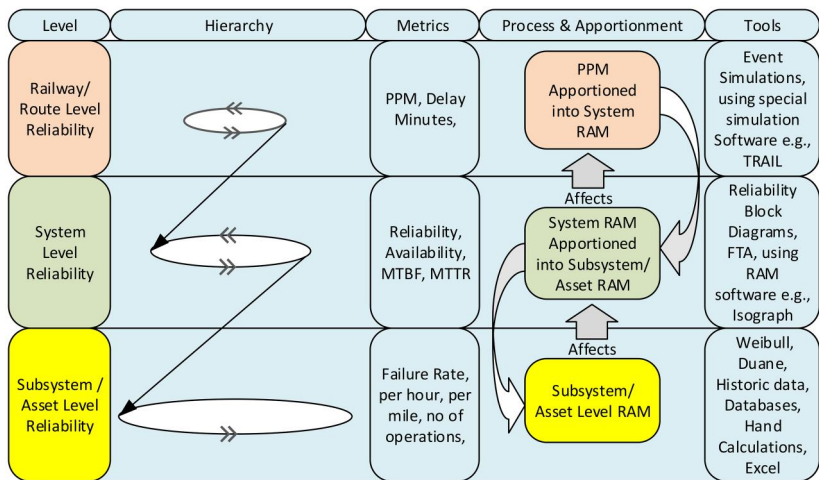 Level
Hierarchy
Metrics
Process & Apportionment
Tools
Railway/
Route Level
Reliability
PPM, Delay
Minutes,
PPM
Apportioned
into System
RAM
Event
Simulations,
using special
simulation
Software e.g.,
TRAIL
Affects
System
Level
Reliability
Reliability,
Availability,
MTBF, MTTR
System RAM
Apportioned
into Subsystem/
Asset RAM
Reliability
Block
Diagrams,
FTA, using
RAM
software e.g.,
Isograph
Affects
Subsystem /
Asset Level
Reliability
Failure Rate,
per hour, per
mile, no of
operations,
Subsystem/
Asset Level RAM
Weibull,
Duane,
Historic data,
Databases,
Hand
Calculations,
Excel